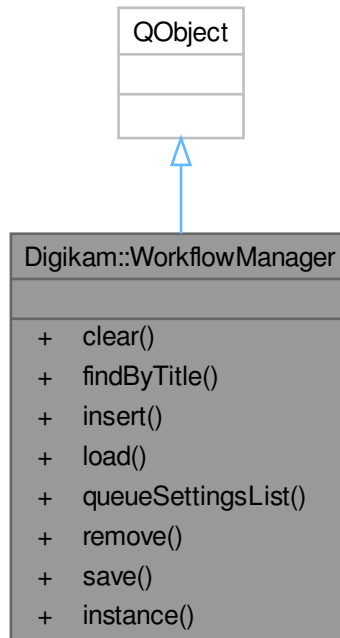 QObject
Digikam::WorkflowManager
+ clear()
+ findByTitle()
+ insert()
+ load()
+ queueSettingsList()
+ remove()
+ save()
+ instance()